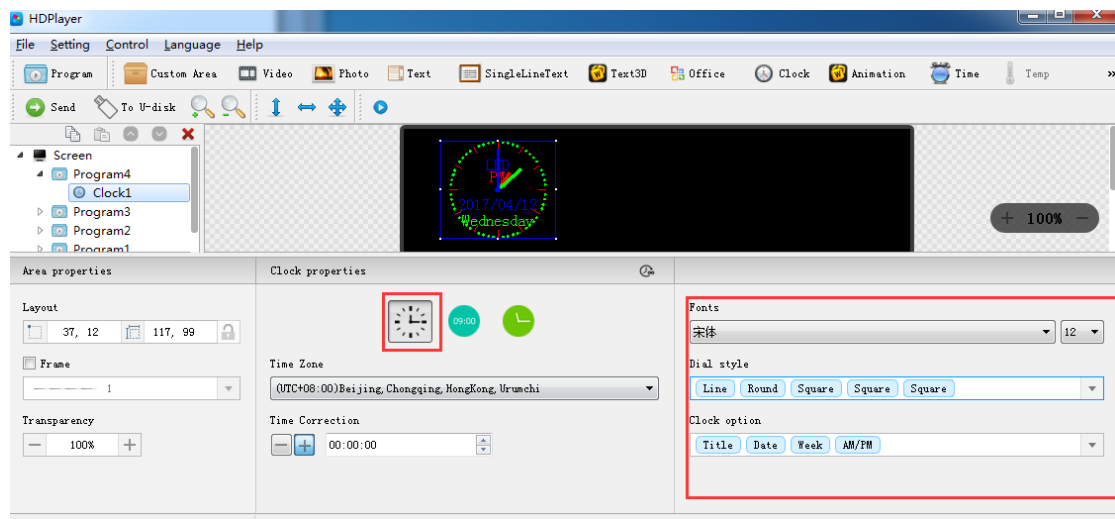 HDPlayer
File Setting Control Language Help
Program Custom Area Video Photo Text SingleLineText Text3D Office Clock Animation Time Temp »
Send To U-disk
Screen
Program4
Clock1
Program3
Program2
Program1
LED
PM
2017/04/12
Wednesday
+ 100% −
Area properties
Clock properties
Layout
37, 12 117, 99
Frame
1
Transparency
— 100% +
09:00
Time Zone
(UTC+08:00)Beijing,Chongqing,HongKong,Urumchi
Time Correction
00:00:00
Fonts
宋体 12
Dial style
Line Round Square Square Square
Clock option
Title Date Week AM/PM